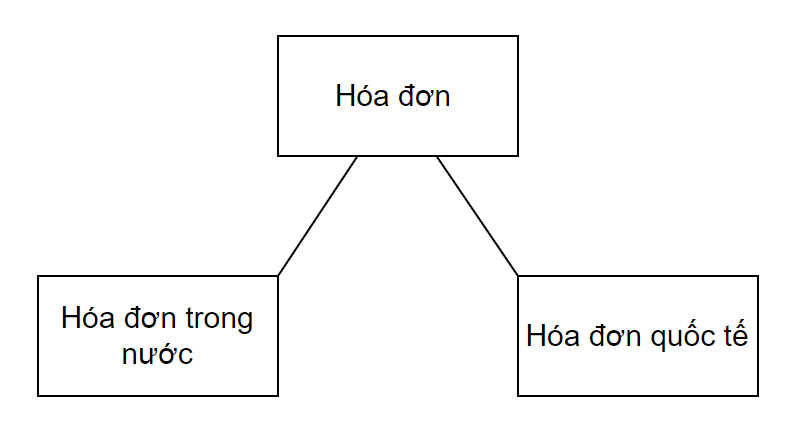 Hóa đơn
Hóa đơn trong
nước
Hóa đơn quốc tế